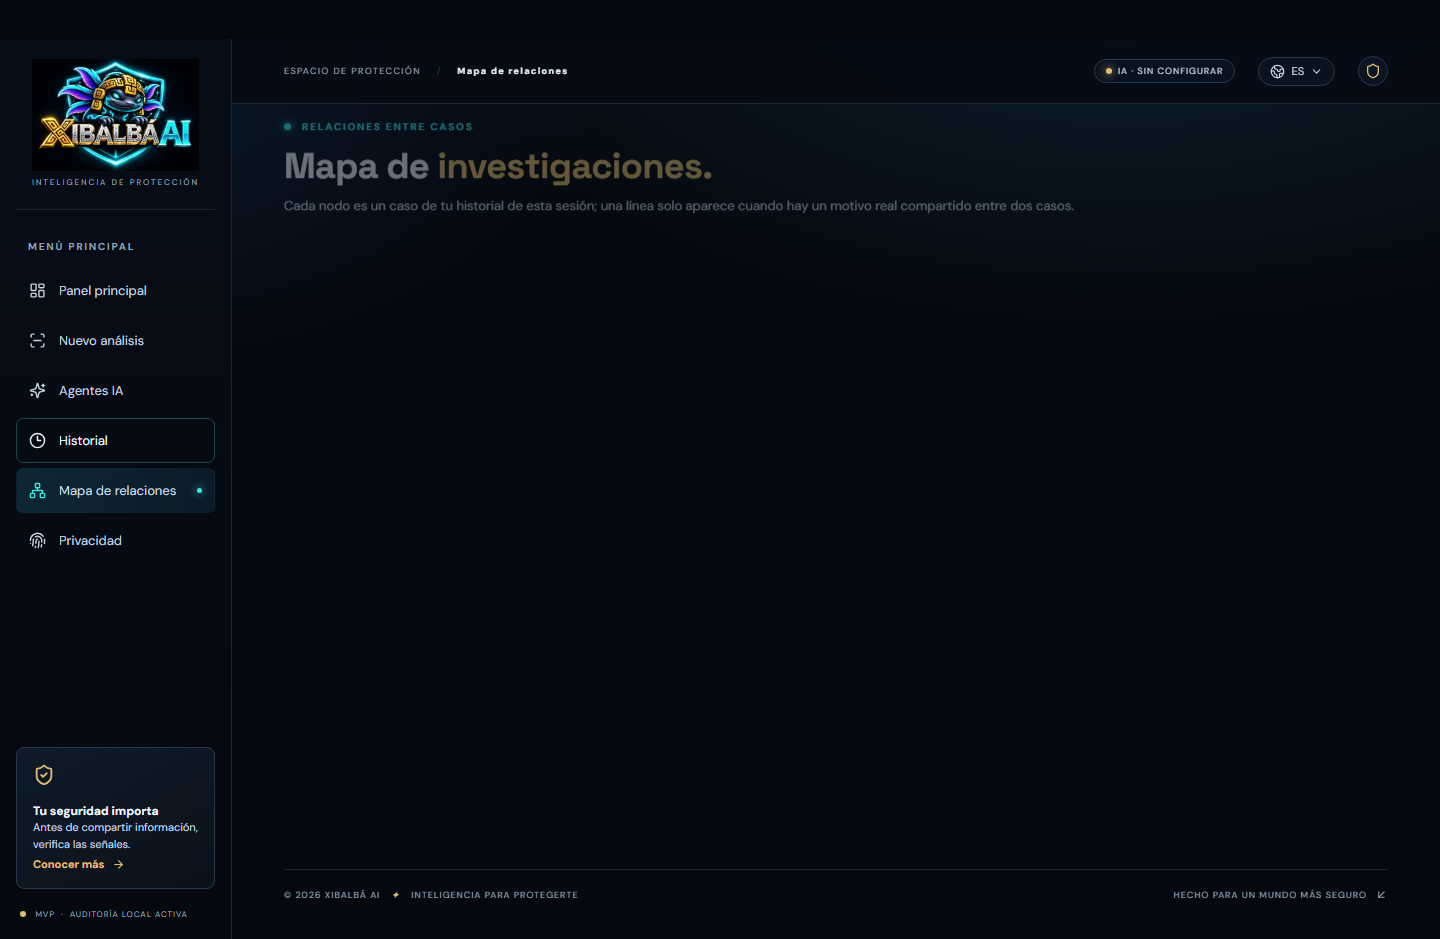 XIBALBÁ AI
INTELIGENCIA DE PROTECCIÓN
MENÚ PRINCIPAL
Panel principal
Nuevo análisis
Agentes IA
Historial
Mapa de relaciones
Privacidad
Tu seguridad importa
Antes de compartir información,
verifica las señales.
Conocer más
MVP · AUDITORÍA LOCAL ACTIVA
ESPACIO DE PROTECCIÓN / Mapa de relaciones
IA · SIN CONFIGURAR
ES
RELACIONES ENTRE CASOS
Mapa de investigaciones.
Cada nodo es un caso de tu historial de esta sesión; una línea solo aparece cuando hay un motivo real compartido entre dos casos.
© 2026 XIBALBÁ AI ✦ INTELIGENCIA PARA PROTEGERTE
HECHO PARA UN MUNDO MÁS SEGURO